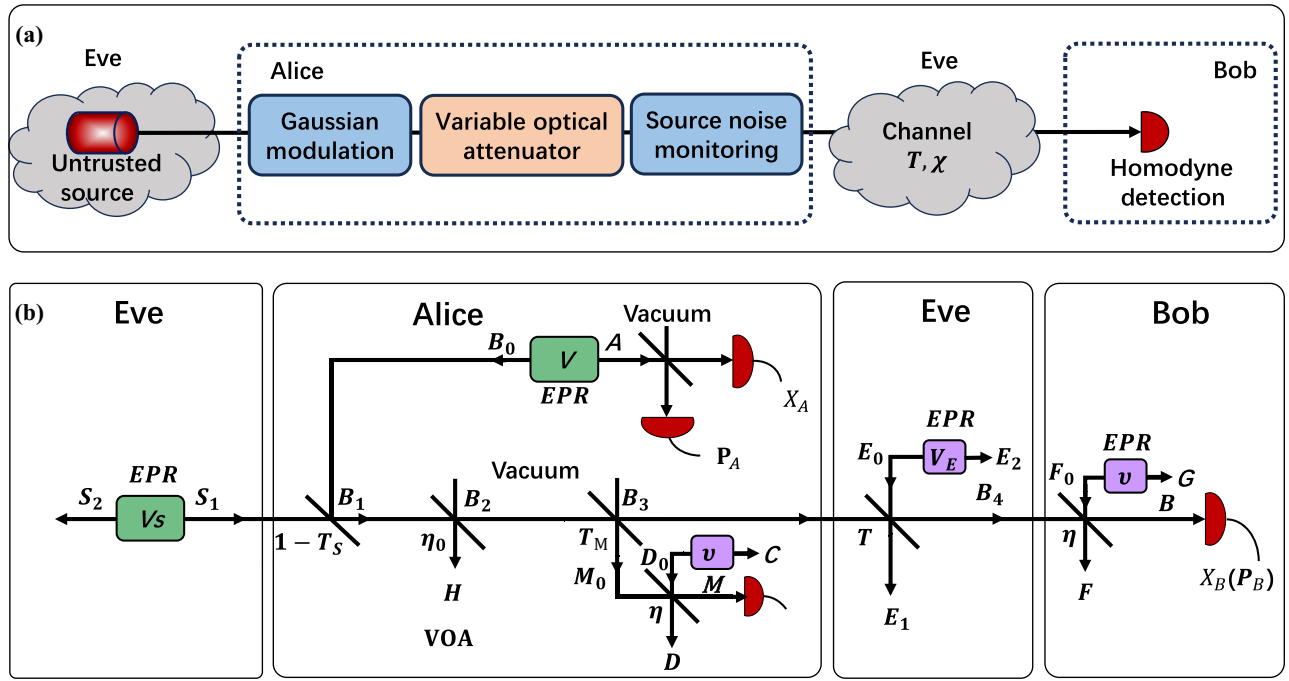 (a)
Eve
Untrusted
source
Alice
Gaussian
modulation
Variable optical
attenuator
Source noise
monitoring
Eve
Channel
T, χ
Bob
Homodyne
detection
(b)
Eve
EPR
S₂
Vs
S₁
Alice
Vacuum
B₀
V
A
EPR
X_A
P_A
Vacuum
B₁
B₂
B₃
1 − T_S
η₀
T_M
H
VOA
M₀
D₀
υ
C
M
η
D
Eve
EPR
E₀
V_E
E₂
B₄
T
E₁
Bob
EPR
F₀
υ
G
B
η
F
X_B(P_B)